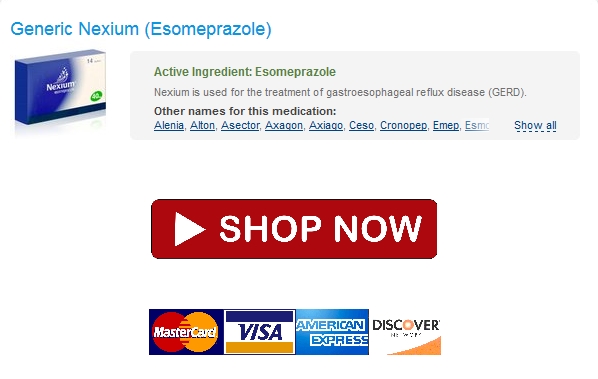 Generic Nexium (Esomeprazole)
14
Nexium
Active Ingredient: Esomeprazole
Nexium is used for the treatment of gastroesophageal reflux disease (GERD).
Other names for this medication:
Alenia, Alton, Asector, Axagon, Axiago, Ceso, Cronopep, Emep, Esmo Show all
SHOP NOW
MasterCard VISA AMERICAN EXPRESS DISCOVER NETWORK